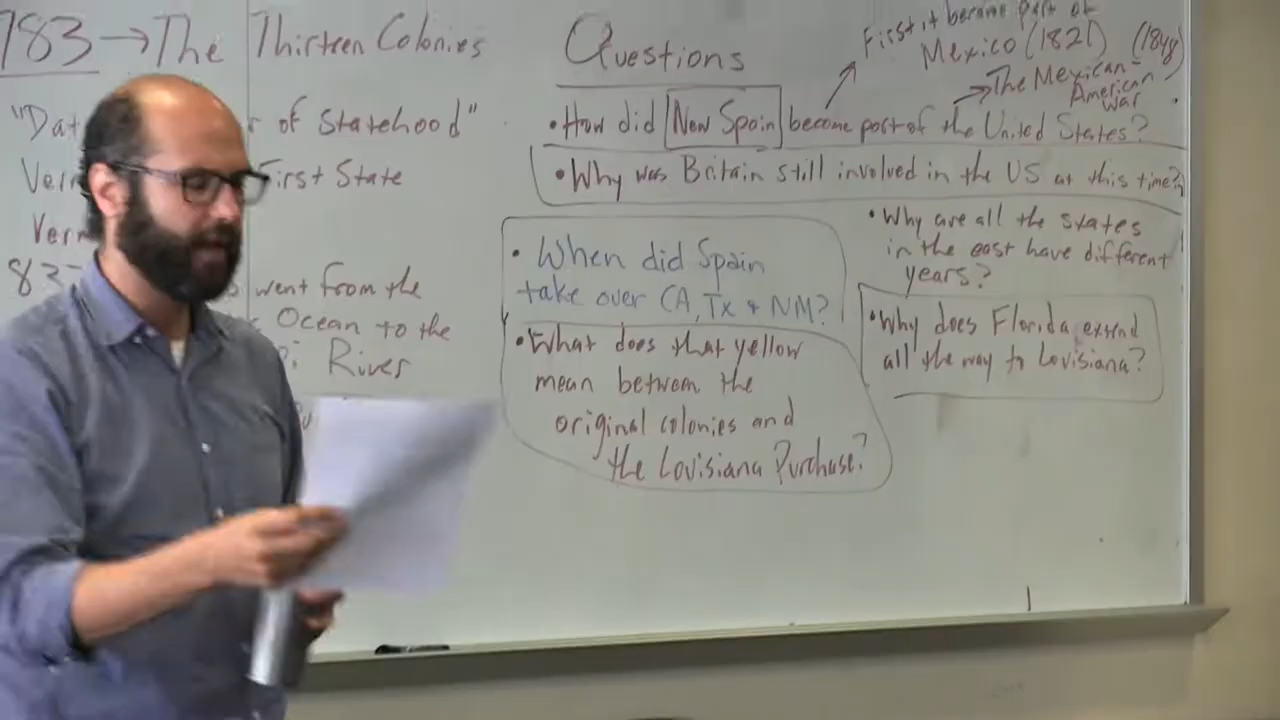 783 → The Thirteen Colonies
"Dat r of Statehood"
Verm First State
Verm
83 went from the
Ocean to the
River
Questions
First it became part of
Mexico (1821) (1848)
→ The Mexican-
American
War
• How did New Spain become part of the United States?
• Why was Britain still involved in the US at this time?
• When did Spain
take over CA, TX + NM?
• What does that yellow
mean between the
original colonies and
the Louisiana Purchase?
• Why are all the states
in the east have different
years?
• Why does Florida extend
all the way to Louisiana?